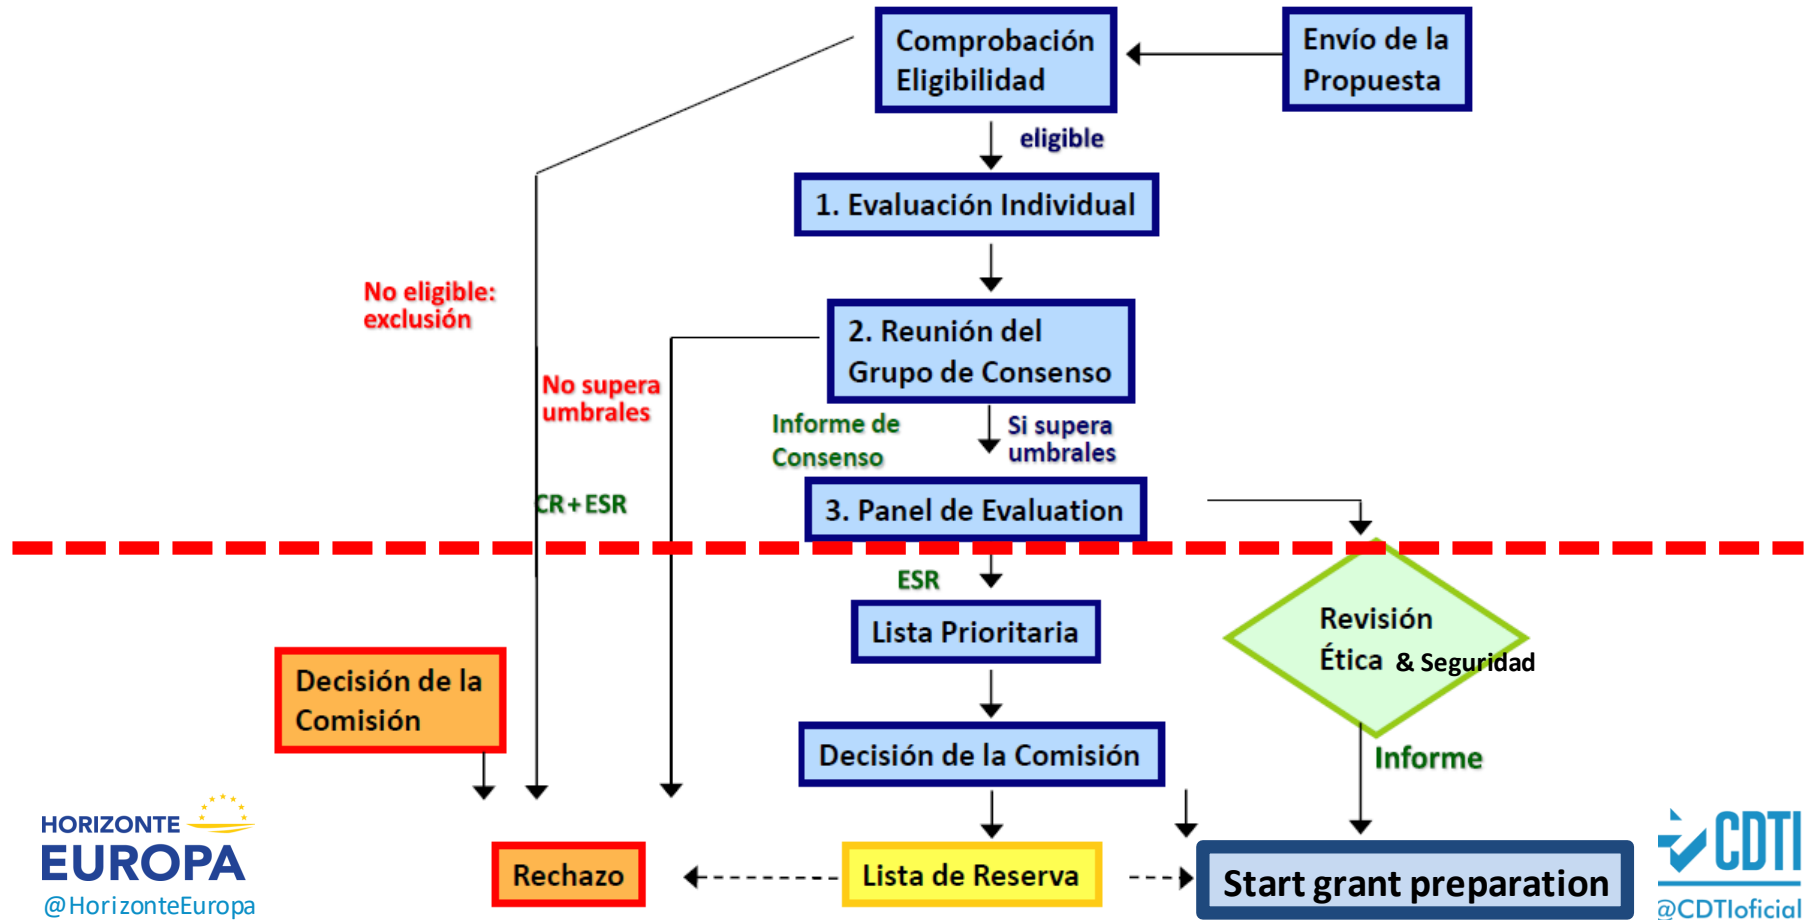 Comprobación
Eligibilidad
Envío de la
Propuesta
eligible
1. Evaluación Individual
No eligible:
exclusión
2. Reunión del
Grupo de Consenso
No supera
umbrales
Informe de
Consenso
Si supera
umbrales
CR+ESR
3. Panel de Evaluation
ESR
Lista Prioritaria
Revisión
Ética & Seguridad
Decisión de la
Comisión
Decisión de la Comisión
Informe
Rechazo
Lista de Reserva
Start grant preparation
HORIZONTE
EUROPA
@HorizonteEuropa
CDTI
@CDTIoficial